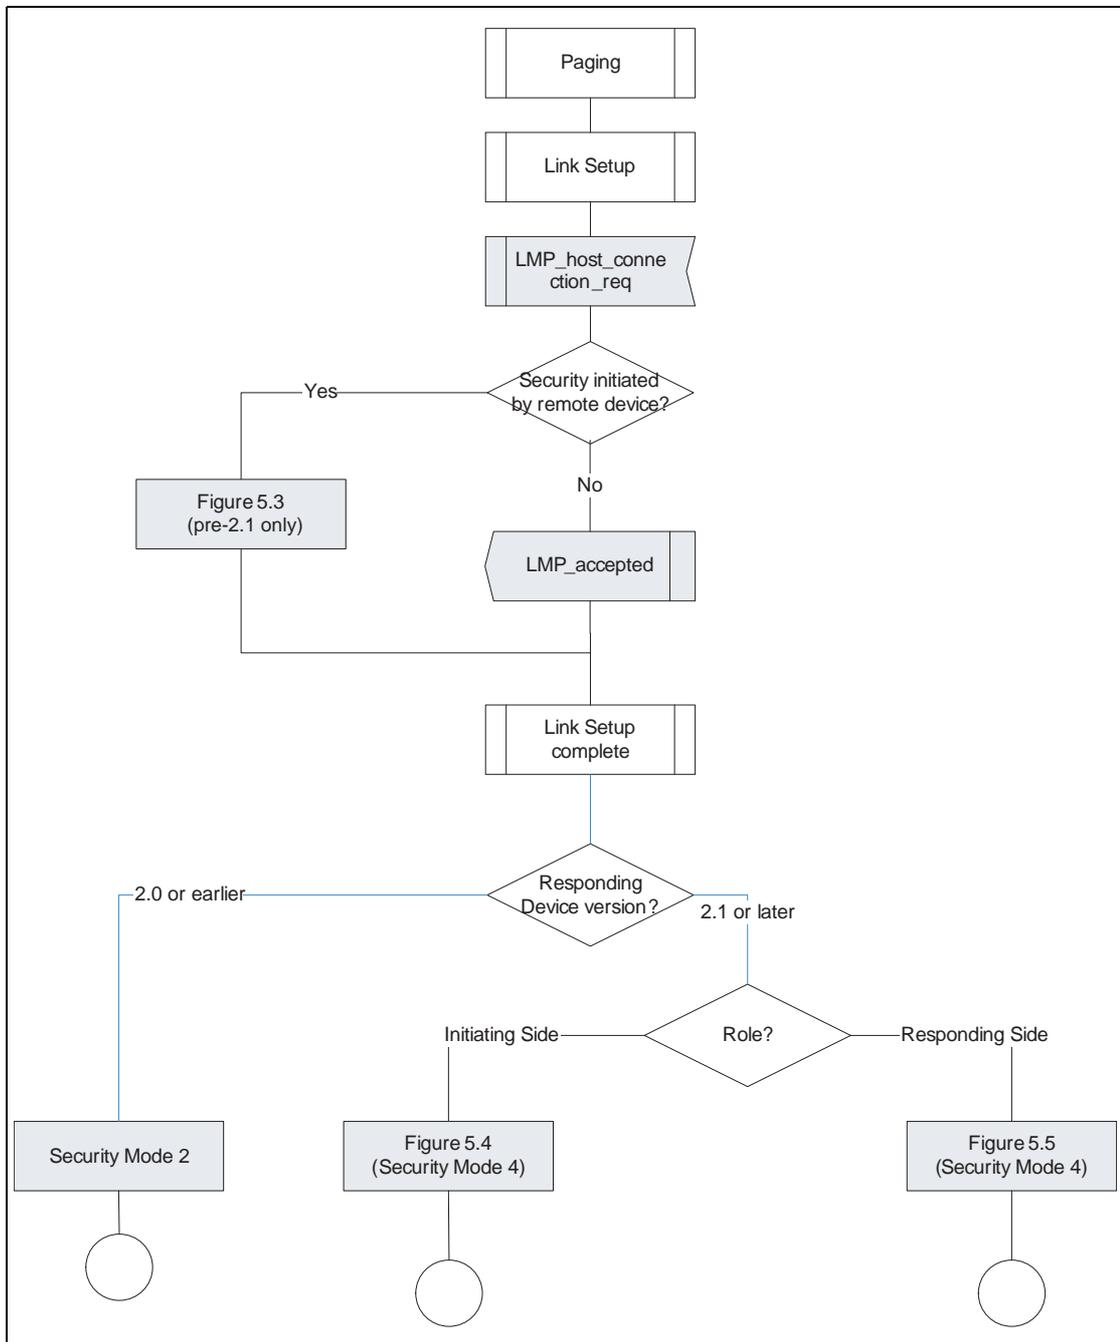 Paging
Link Setup
LMP_host_conne
ction_req
Security initiated
by remote device?
Yes
No
Figure 5.3
(pre-2.1 only)
LMP_accepted
Link Setup
complete
Responding
Device version?
2.0 or earlier
2.1 or later
Initiating Side
Role?
Responding Side
Security Mode 2
Figure 5.4
(Security Mode 4)
Figure 5.5
(Security Mode 4)